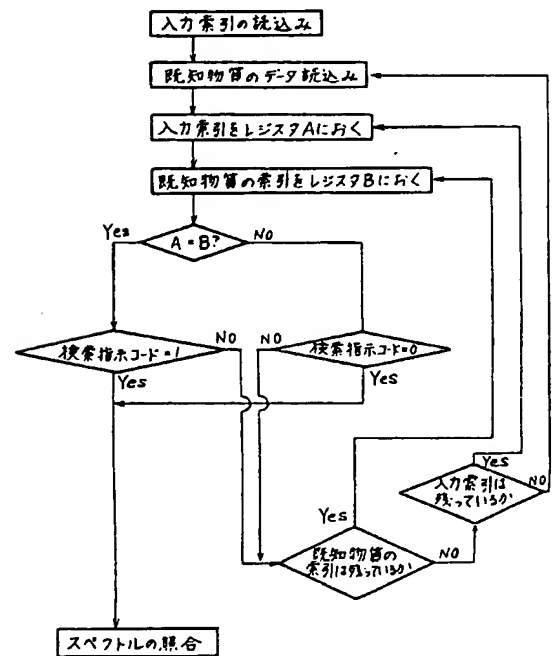 入力索引の読込み
既知物質のデータ読込み
入力索引をレジスタAにおく
既知物質の索引をレジスタBにおく
Yes
A=B?
NO
検索指示コード=1
NO
NO
検索指示コード=0
Yes
Yes
Yes
入力索引は
残っているか
NO
Yes
既知物質の
索引は残っているか
NO
スペクトルの照合